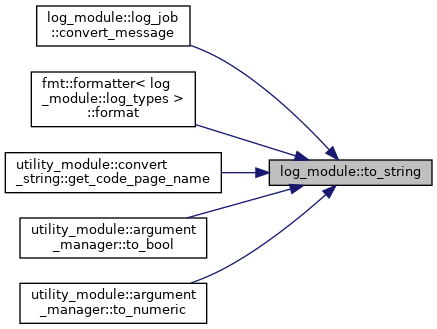 log_module::log_job
::convert_message
fmt::formatter< log
_module::log_types >
::format
utility_module::convert
_string::get_code_page_name
log_module::to_string
utility_module::argument
_manager::to_bool
utility_module::argument
_manager::to_numeric